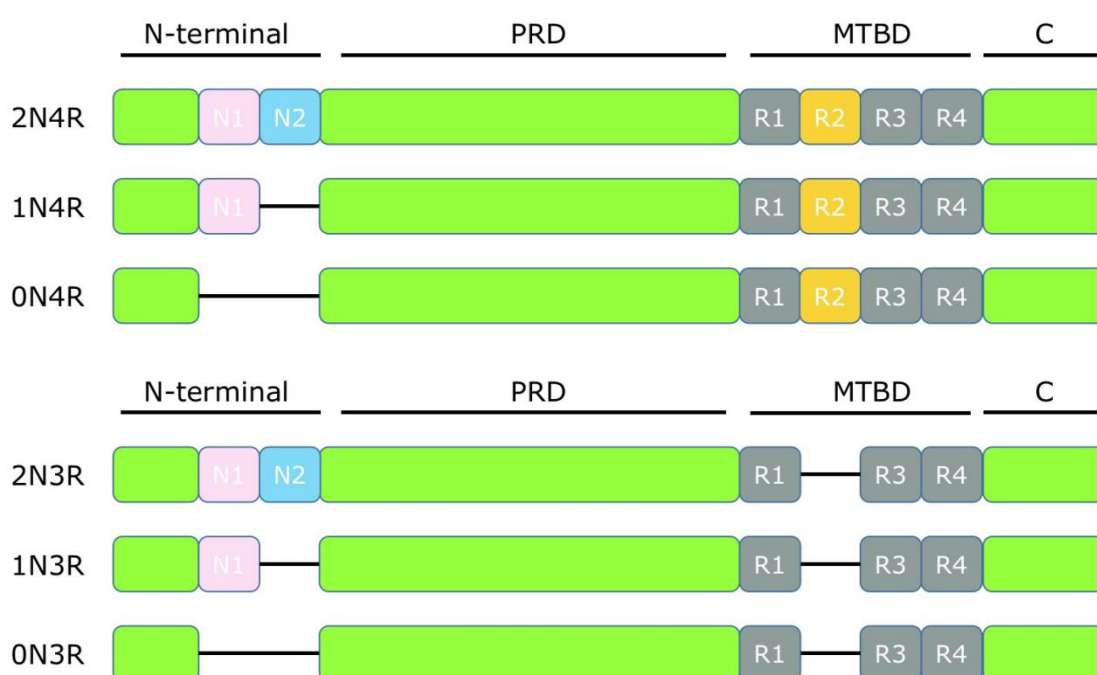 N-terminal PRD MTBD C
2N4R N1 N2 R1 R2 R3 R4
1N4R N1 R1 R2 R3 R4
0N4R R1 R2 R3 R4
N-terminal PRD MTBD C
2N3R N1 N2 R1 R3 R4
1N3R N1 R1 R3 R4
0N3R R1 R3 R4